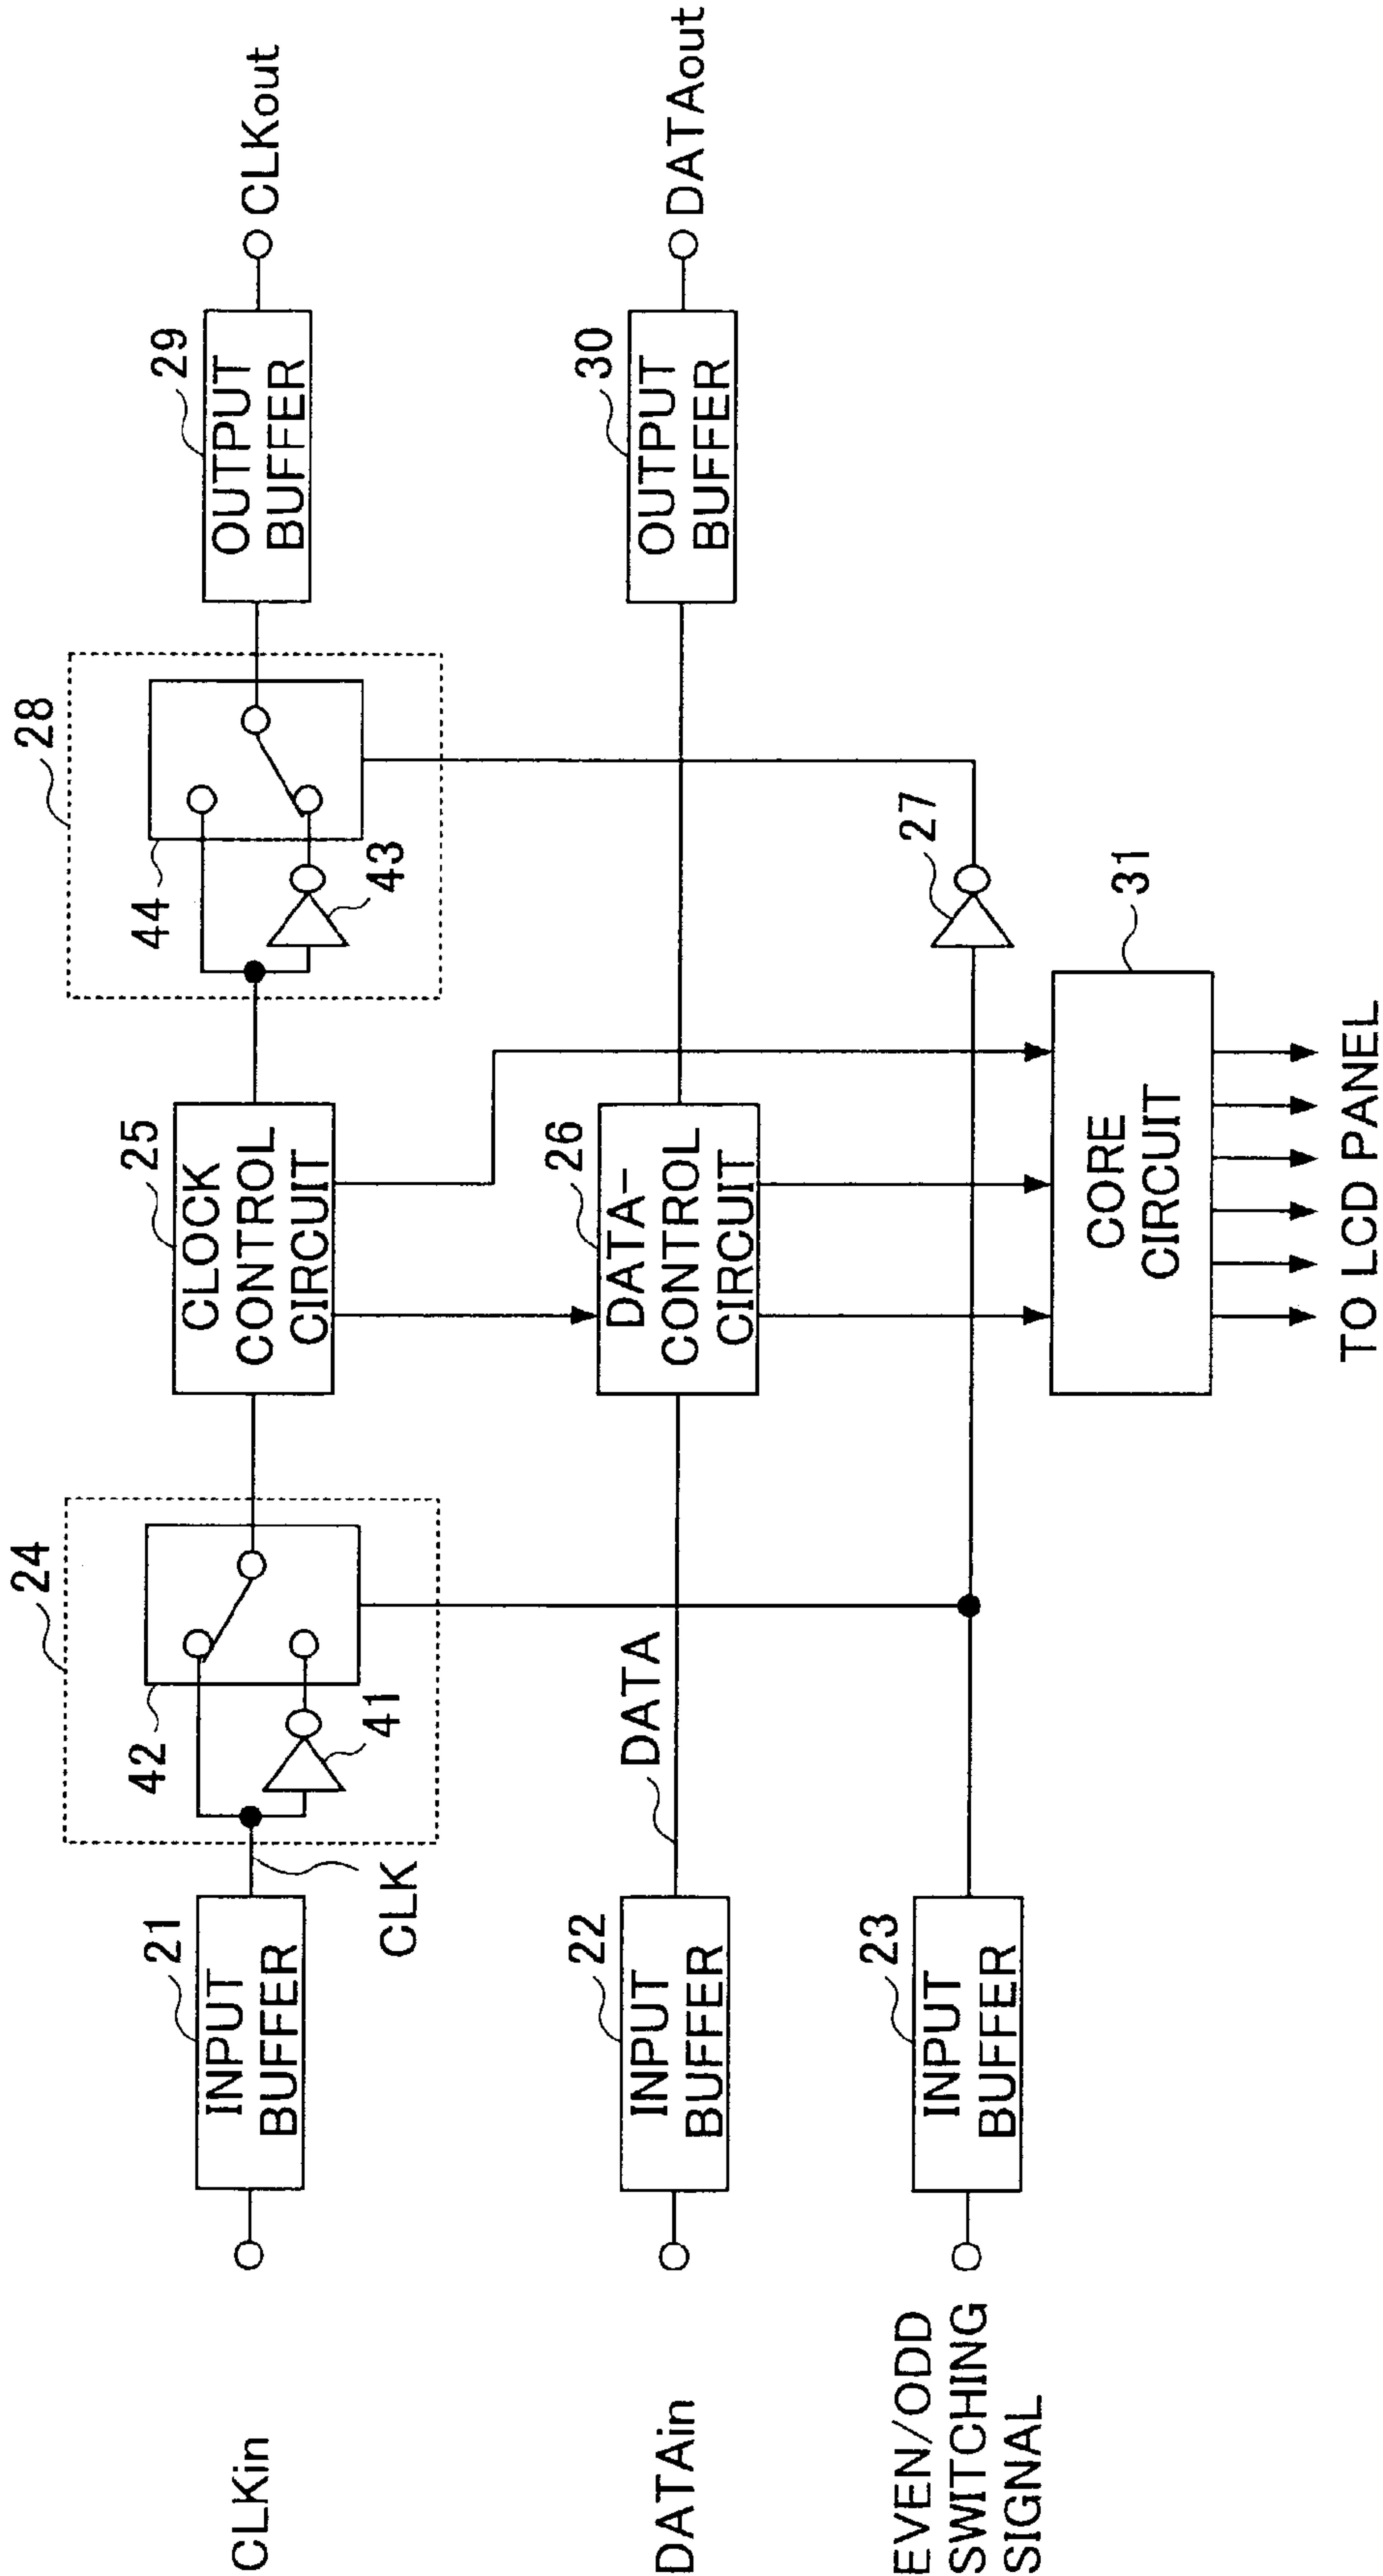 CLKin
21
INPUT
BUFFER
CLK
24
42
41
25
CLOCK
CONTROL
CIRCUIT
28
44
43
29
OUTPUT
BUFFER
CLKout
DATAin
22
INPUT
BUFFER
DATA
26
DATA-
CONTROL
CIRCUIT
30
OUTPUT
BUFFER
DATAout
EVEN/ODD
SWITCHING
SIGNAL
23
INPUT
BUFFER
27
31
CORE
CIRCUIT
TO LCD PANEL